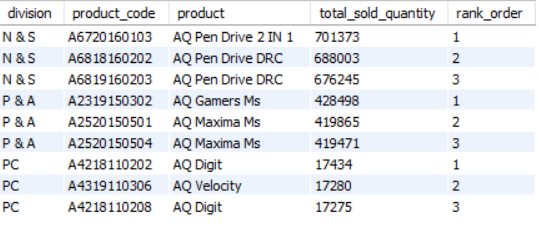 division product_code product total_sold_quantity rank_order
N & S A6720160103 AQ Pen Drive 2 IN 1 701373 1
N & S A6818160202 AQ Pen Drive DRC 688003 2
N & S A6819160203 AQ Pen Drive DRC 676245 3
P & A A2319150302 AQ Gamers Ms 428498 1
P & A A2520150501 AQ Maxima Ms 419865 2
P & A A2520150504 AQ Maxima Ms 419471 3
PC A4218110202 AQ Digit 17434 1
PC A4319110306 AQ Velocity 17280 2
PC A4218110208 AQ Digit 17275 3